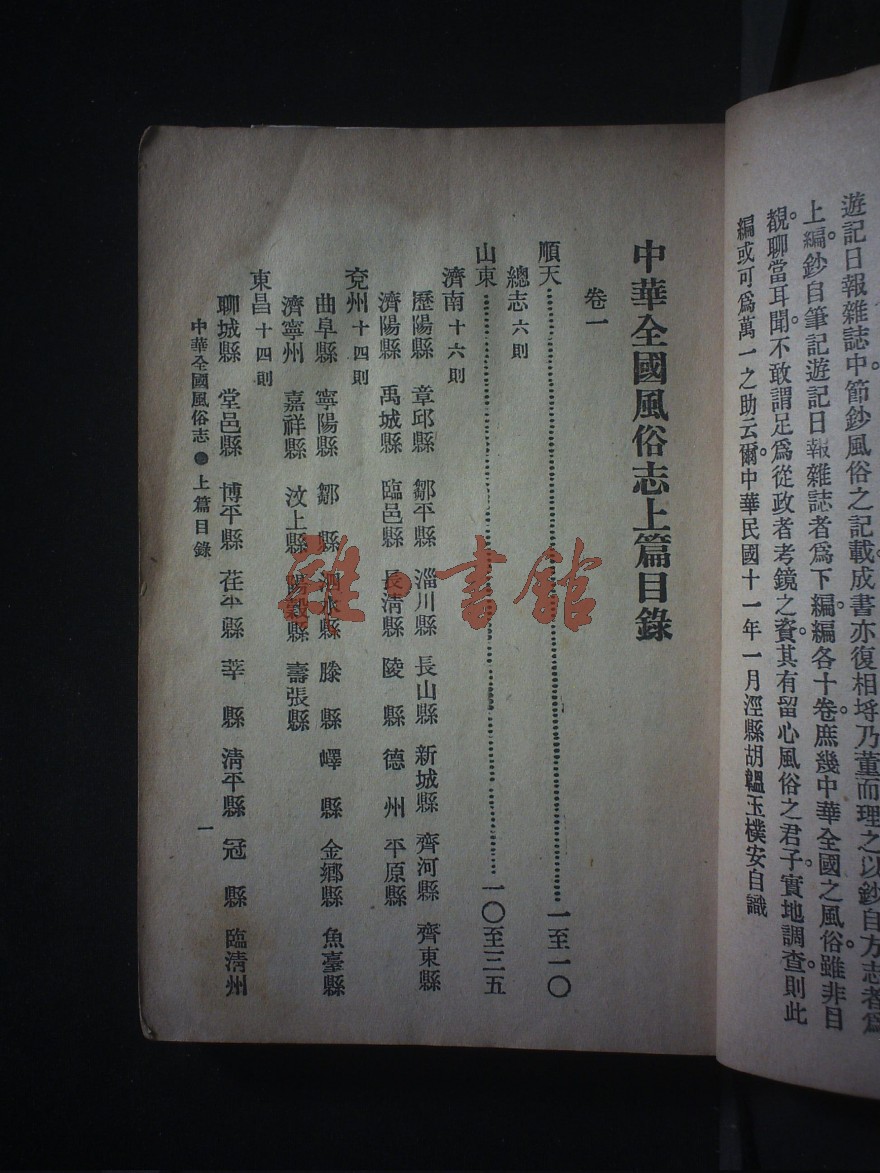 遊記日報雜誌中。節鈔風俗之記載。成書亦復相埒。乃董而理之。以鈔自方志者爲
上編。鈔自筆記遊記日報雜誌者爲下編。編各十卷。庶幾中華全國之風俗。雖非目
覩。聊當耳聞。不敢謂足爲從政者考鏡之資。其有留心風俗之君子。實地調查。則此
編或可爲萬一之助云爾。中華民國十一年一月涇縣胡韞玉樸安自識
中華全國風俗志上篇目錄
卷一
順天……一至一〇
總志六則
山東……一〇至三五
濟南十六則
歷陽縣 章邱縣 鄒平縣 淄川縣 長山縣 新城縣 齊河縣 齊東縣
濟陽縣 禹城縣 臨邑縣 長清縣 陵縣 德州 平原縣
兗州十四則
曲阜縣 寧陽縣 鄒縣 泗水縣 滕縣 嶧縣 金鄉縣 魚臺縣
濟寧州 嘉祥縣 汶上縣 陽穀縣 壽張縣
東昌十四則
聊城縣 堂邑縣 博平縣 茌平縣 莘縣 清平縣 冠縣 臨清州
中華全國風俗志 上篇目錄
一
雜·書館